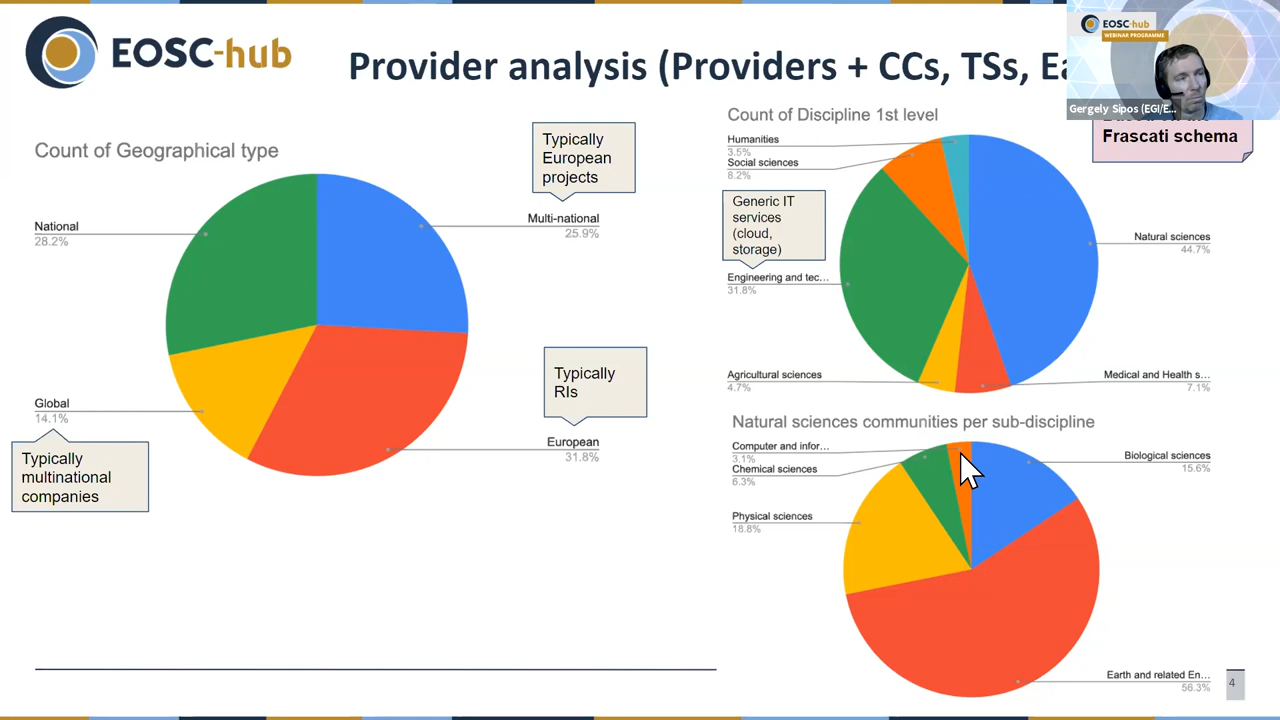 EOSC-hub
Provider analysis (Providers + CCs, TSs,
EOSC-hub
WEBINAR PROGRAMME
Gergely Sipos (EGI/E...
Frascati schema
Count of Geographical type
Typically
European
projects
National
28.2%
Multi-national
25.9%
Typically
RIs
Global
14.1%
European
31.8%
Typically
multinational
companies
Count of Discipline 1st level
Humanities
3.5%
Social sciences
8.2%
Generic IT
services
(cloud,
storage)
Natural sciences
44.7%
Engineering and tec...
31.8%
Agricultural sciences
4.7%
Medical and Health s...
7.1%
Natural sciences communities per sub-discipline
Computer and infor...
3.1%
Chemical sciences
6.3%
Biological sciences
15.6%
Physical sciences
18.8%
Earth and related En...
56.3%
4